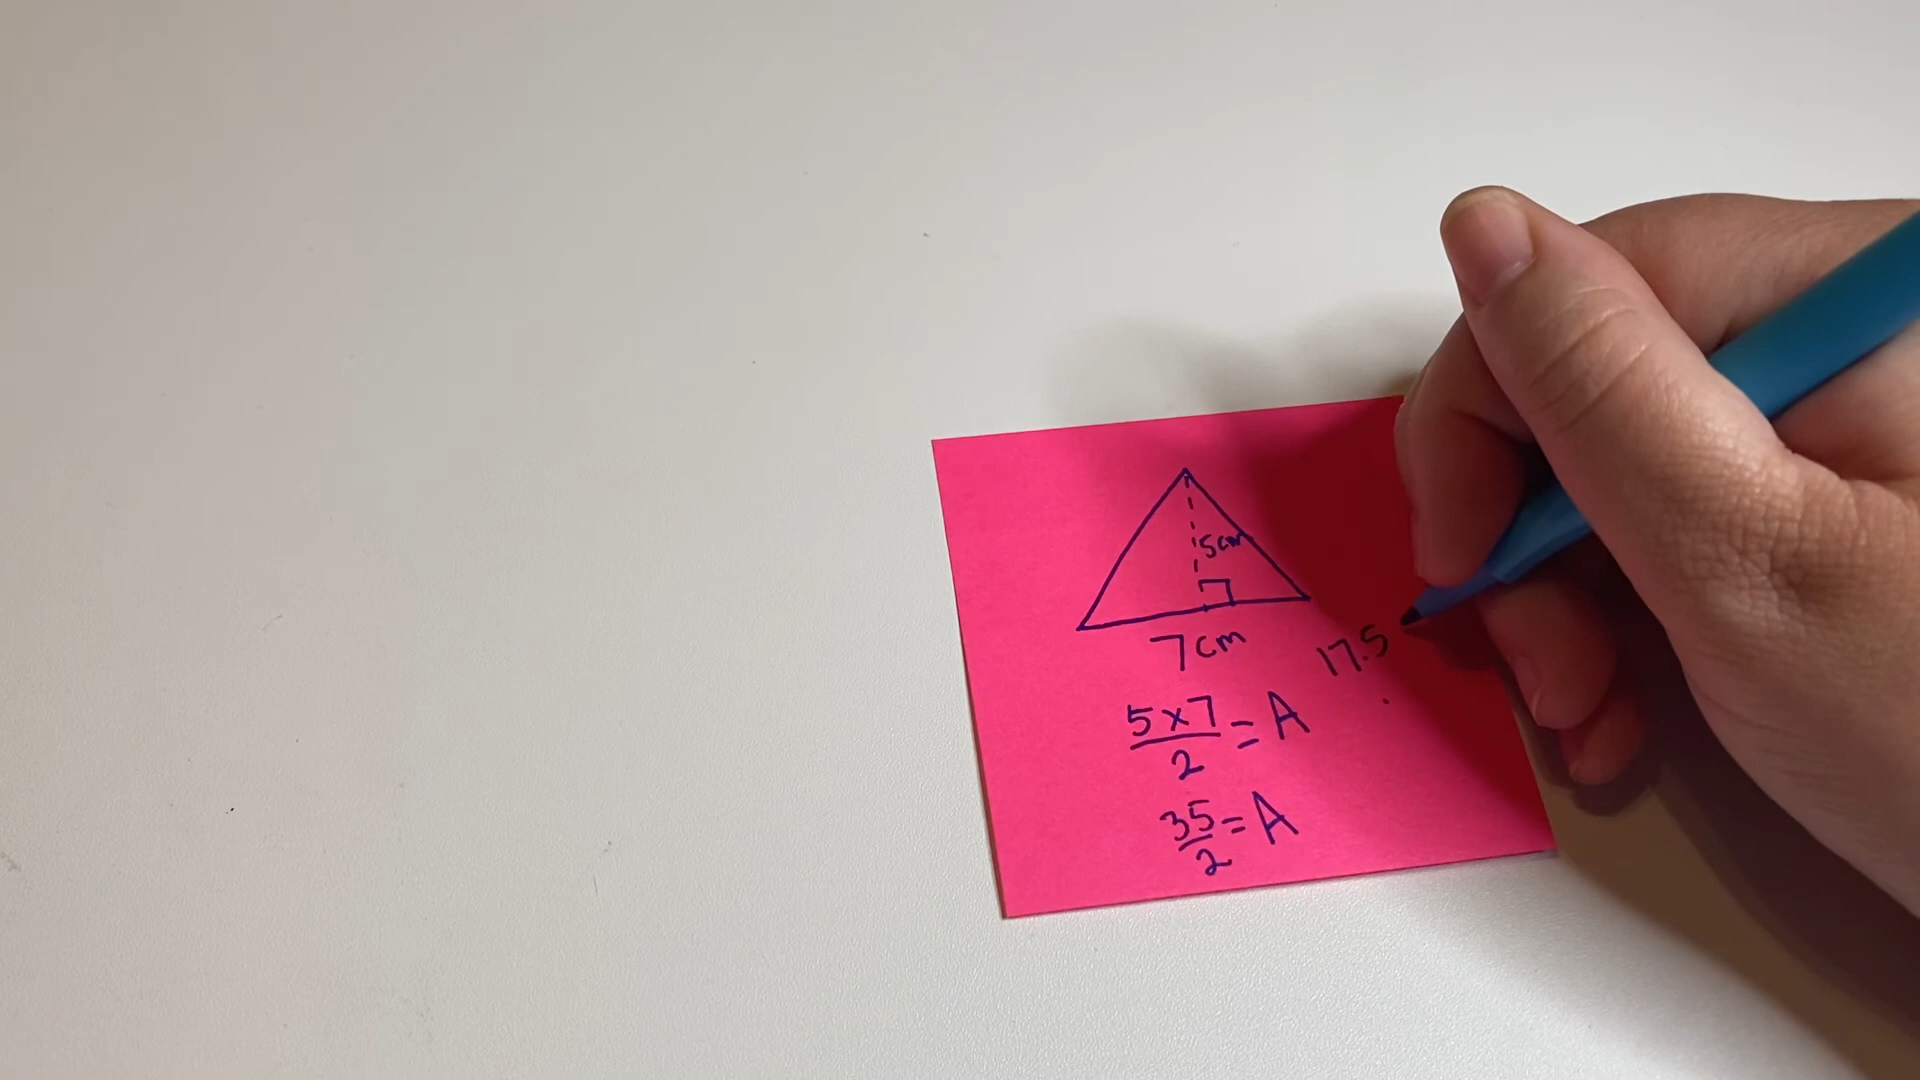 5cm
7cm
17.5
5x7/2 = A
35/2 = A